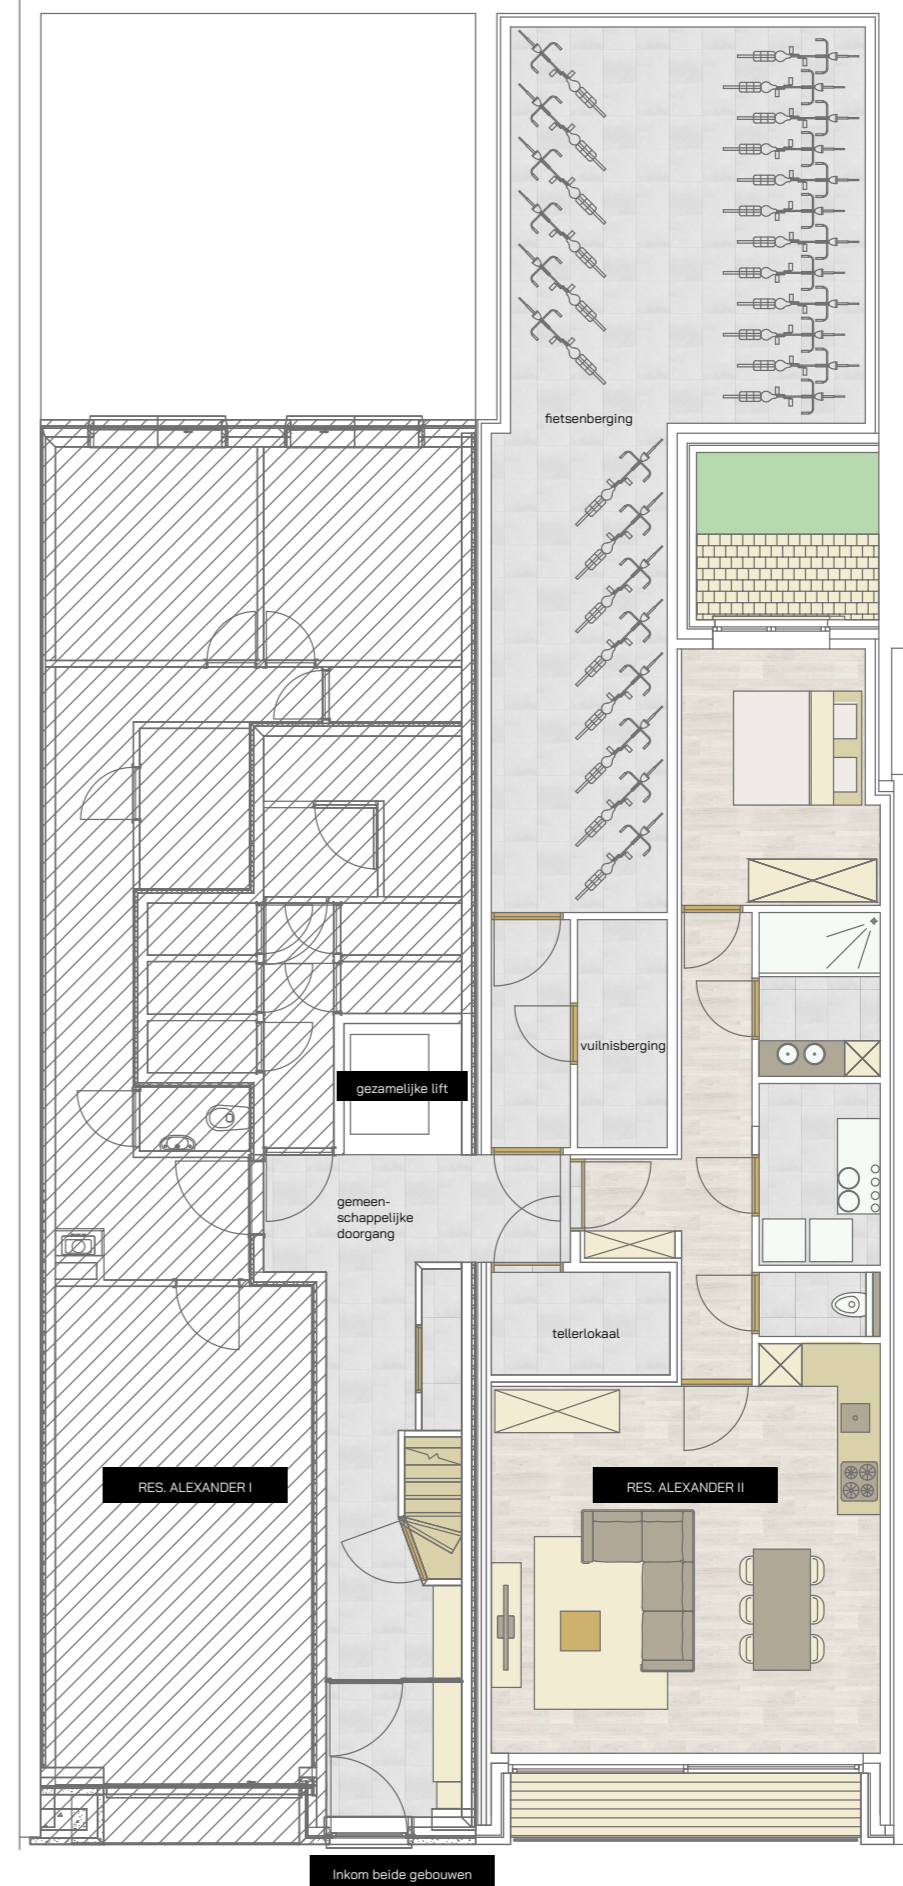 fietsenberging
vuilnisberging
gezamelijke lift
gemeen-
schappelijke
doorgang
tellerlokaal
RES. ALEXANDER I
RES. ALEXANDER II
Inkom beide gebouwen